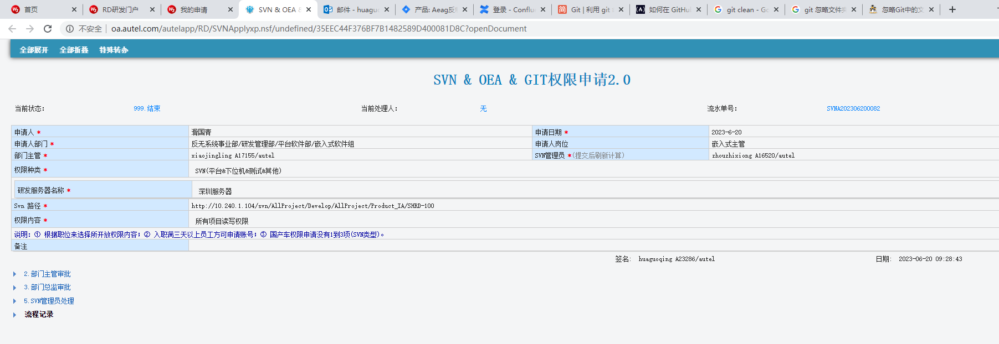 首页
RD研发门户
我的申请
SVN & OEA &
邮件 - huaguo
产品: Aeag反
登录 - Conflu
Git | 利用 git
如何在 GitHu
git clean - Go
git 忽略文件
忽略Git中的文
不安全 oa.autel.com/autelapp/RD/SVNApplyxp.nsf/undefined/35EEC44F376BF7B1482589D400081D8C?openDocument
全部展开 全部折叠 特殊转办
SVN & OEA & GIT权限申请2.0
当前状态: 999.结束 当前处理人: 无 流水单号: SVNA202306200082
申请人 * 滑国青 申请日期 * 2023-6-20
申请人部门 * 反无系统事业部/研发管理部/平台软件部/嵌入式软件组 申请人岗位 嵌入式主管
部门主管 * xiaojingling A17155/autel SVN管理员 *(提交后刷新计算) zhouzhixiong A16520/autel
权限种类 * SVN(平台&下位机&测试&其他)
研发服务器名称 * 深圳服务器
Svn 路径 * http://10.240.1.104/svn/AllProject/Develop/AllProject/Product_IA/SHRD-100
权限内容 * 所有项目读写权限
说明: ① 根据职位来选择所开放权限内容; ② 入职满三天以上员工方可申请账号; ③ 国产车权限申请没有1到3项(SVN类型)。
备注
签名: huaguoqing A23286/autel 日期: 2023-06-20 09:28:43
2.部门主管审批
3.部门总监审批
5.SVN管理员处理
流程记录